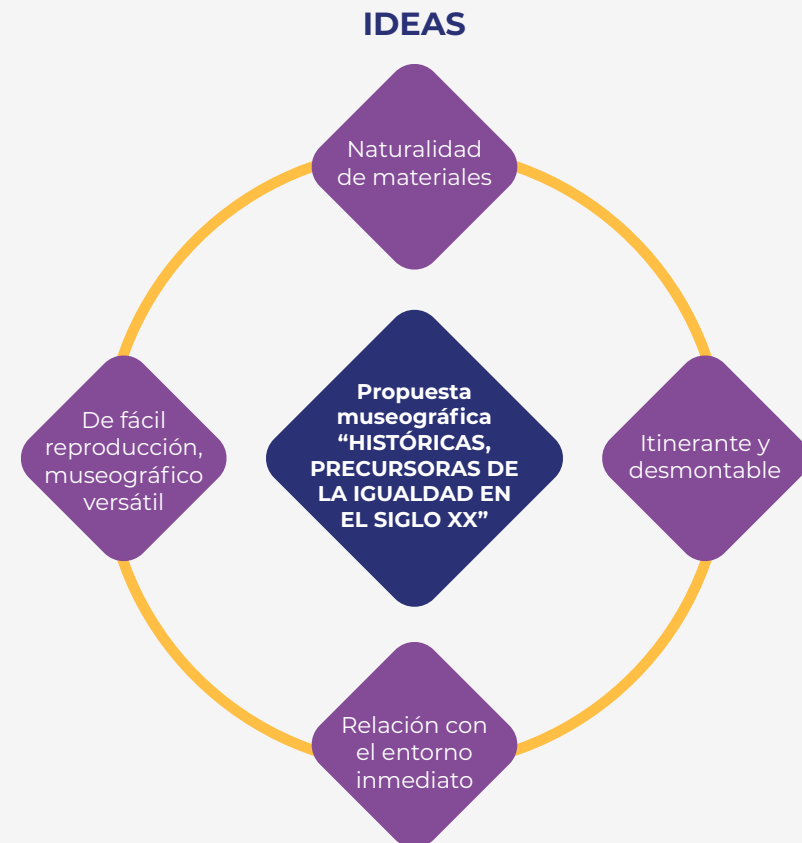 IDEAS
Naturalidad
de materiales
De fácil
reproducción,
museográfico
versátil
Propuesta
museográfica
“HISTÓRICAS,
PRECURSORAS DE
LA IGUALDAD EN
EL SIGLO XX”
Itinerante y
desmontable
Relación con
el entorno
inmediato